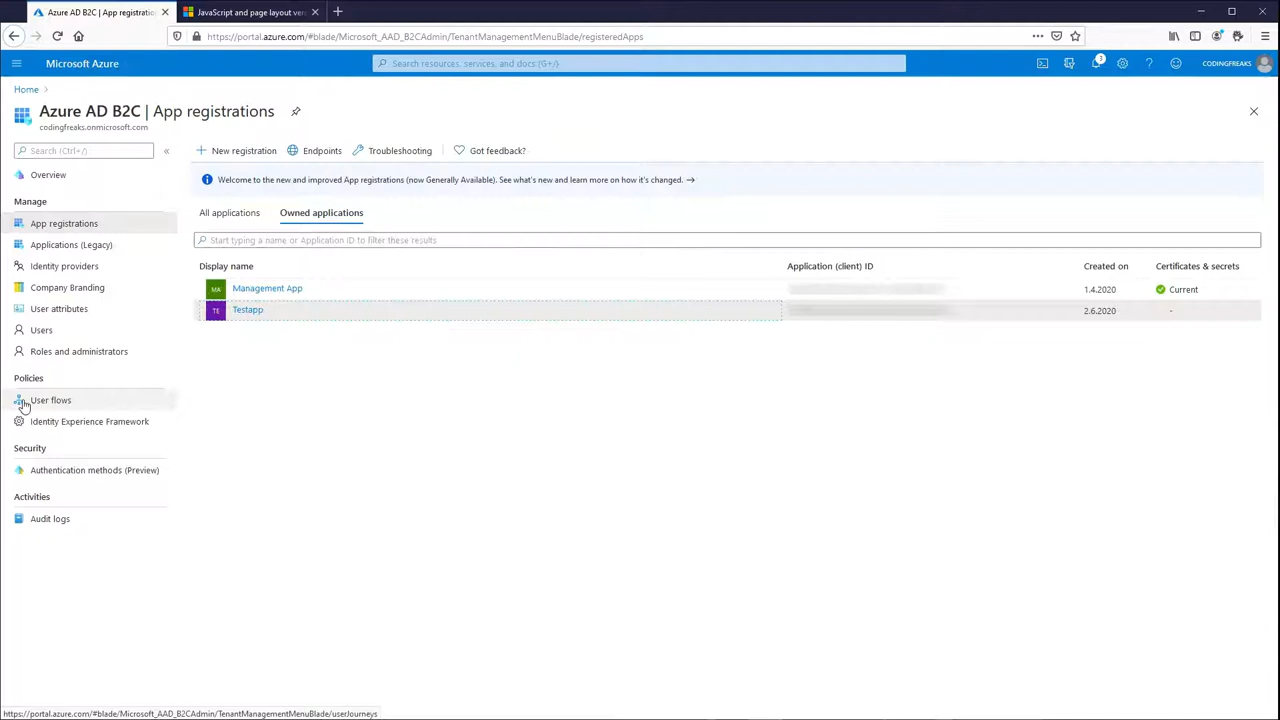 Azure AD B2C | App registratio
JavaScript and page layout ver
https://portal.azure.com/#blade/Microsoft_AAD_B2CAdmin/TenantManagementMenuBlade/registeredApps
Microsoft Azure
Search resources, services, and docs (G+/)
3
CODINGFREAKS
Home
Azure AD B2C | App registrations
codingfreaks.onmicrosoft.com
Search (Ctrl+/)
New registration
Endpoints
Troubleshooting
Got feedback?
Overview
Welcome to the new and improved App registrations (now Generally Available). See what's new and learn more on how it's changed. →
Manage
App registrations
Applications (Legacy)
Identity providers
Company Branding
User attributes
Users
Roles and administrators
Policies
User flows
Identity Experience Framework
Security
Authentication methods (Preview)
Activities
Audit logs
All applications
Owned applications
Start typing a name or Application ID to filter these results
Display name
Application (client) ID
Created on
Certificates & secrets
MA
Management App
1.4.2020
Current
TE
Testapp
2.6.2020
-
https://portal.azure.com/#blade/Microsoft_AAD_B2CAdmin/TenantManagementMenuBlade/userJourneys